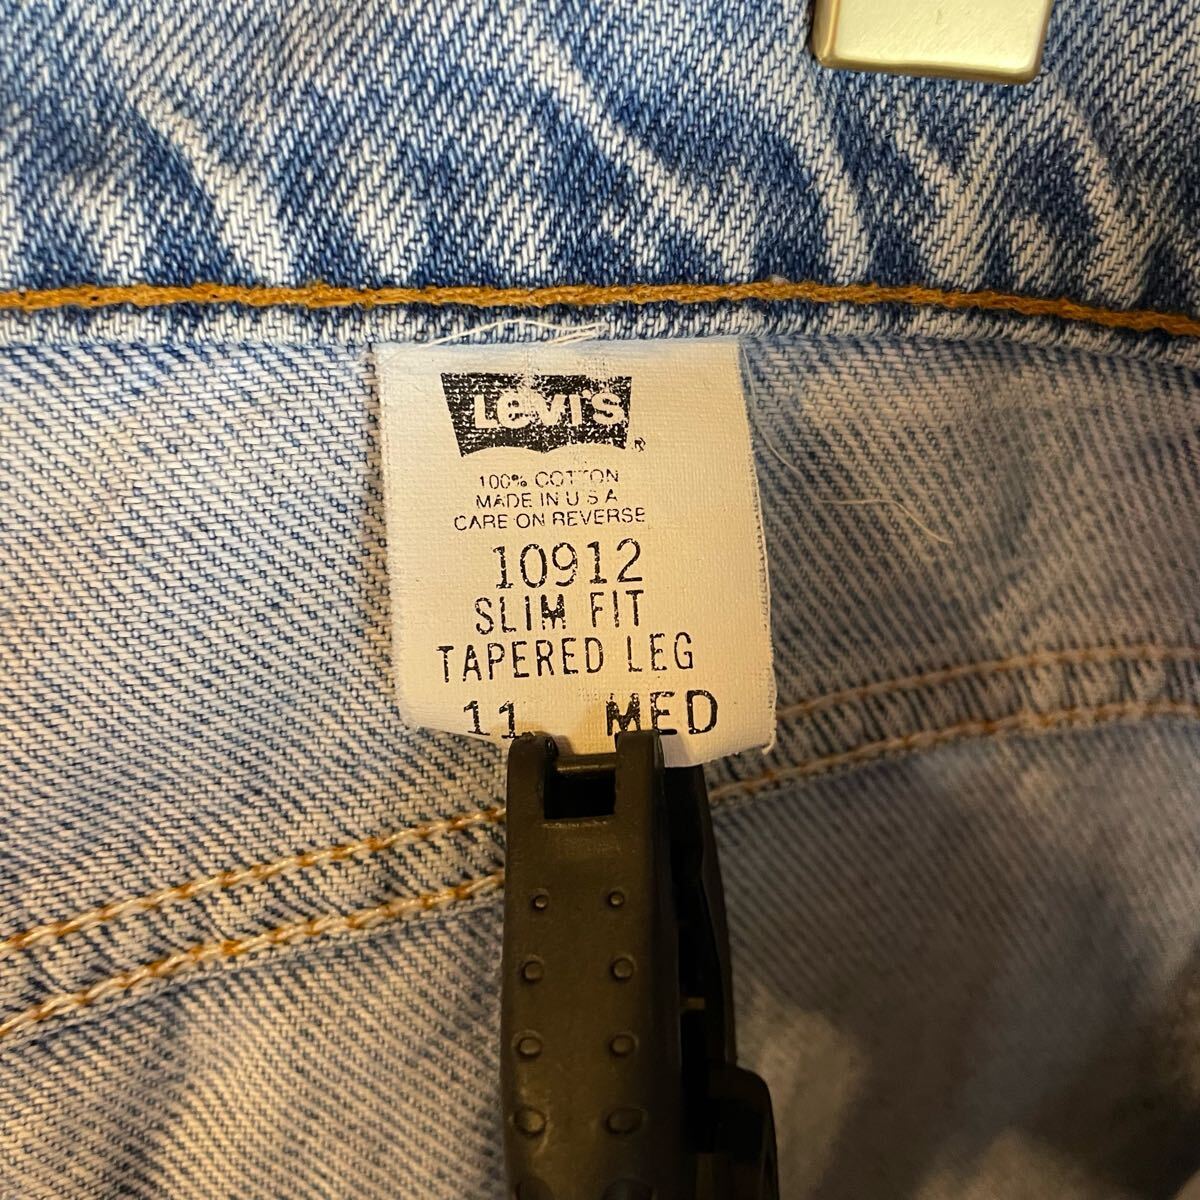 Levi's®
100% COTTON
MADE IN U S A
CARE ON REVERSE
10912
SLIM FIT
TAPERED LEG
11 MED